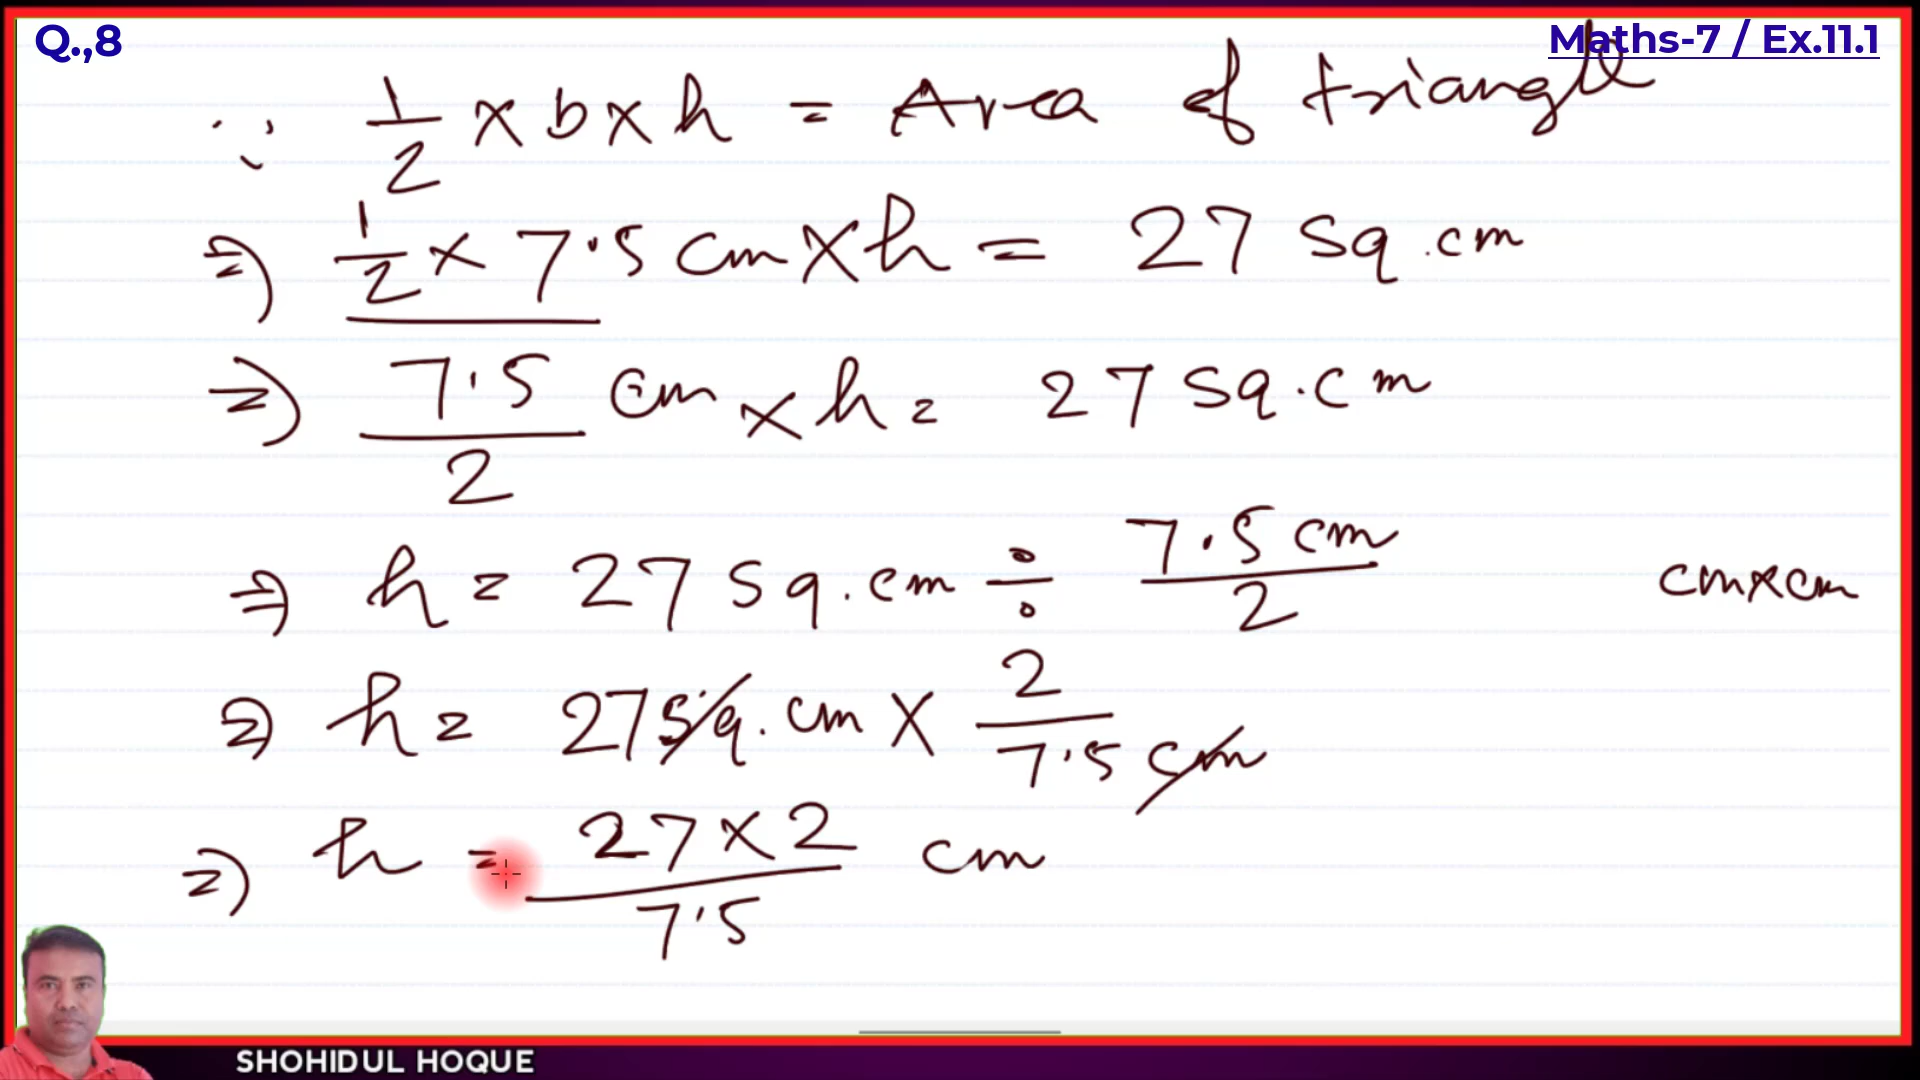 Q.,8
Maths-7 / Ex.11.1
∵ 1/2 × b × h = Area of triangle
⇒ 1/2 × 7.5 cm × h = 27 Sq.cm
⇒ 7.5/2 cm × h = 27 Sq.cm
⇒ h = 27 Sq.cm ÷ 7.5 cm/2
cm×cm
⇒ h = 27 Sq.cm × 2/7.5 cm
⇒ h = 27×2/7.5 cm
SHOHIDUL HOQUE